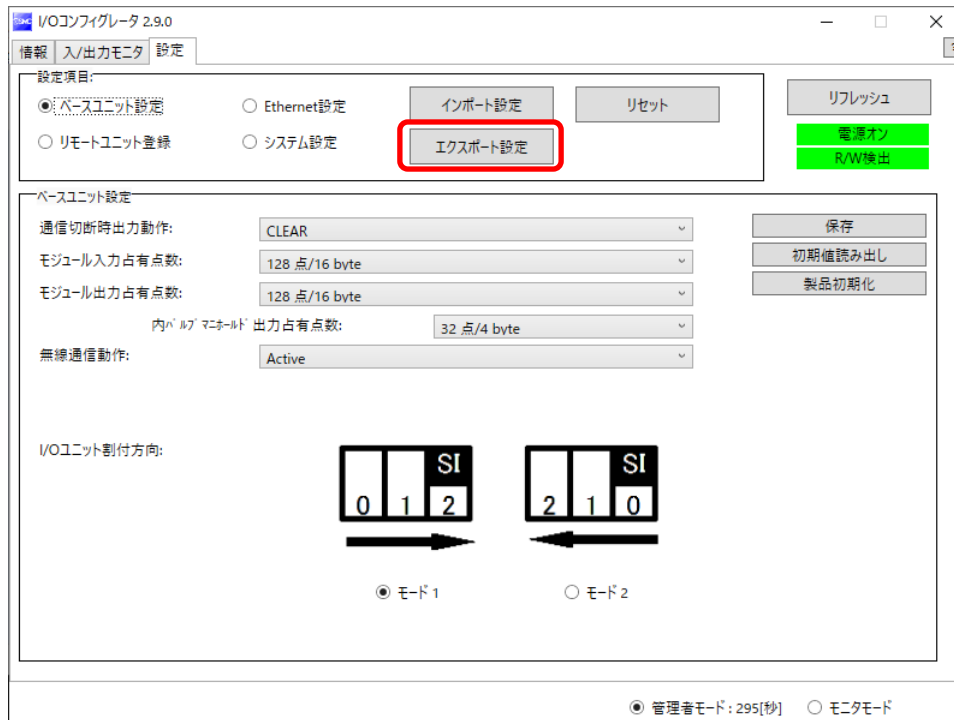 SMC I/Oコンフィグレータ 2.9.0
情報 入/出力モニタ 設定
設定項目:
ベースユニット設定 Ethernet設定 インポート設定 リセット リフレッシュ
リモートユニット登録 システム設定 エクスポート設定 電源オン
R/W検出
ベースユニット設定
通信切断時出力動作: CLEAR 保存
モジュール入力占有点数: 128 点/16 byte 初期値読み出し
モジュール出力占有点数: 128 点/16 byte 製品初期化
内バルブマニホールド出力占有点数: 32 点/4 byte
無線通信動作: Active
I/Oユニット割付方向:
SI SI
0 1 2 2 1 0
モード 1 モード 2
管理者モード : 295[秒] モニタモード